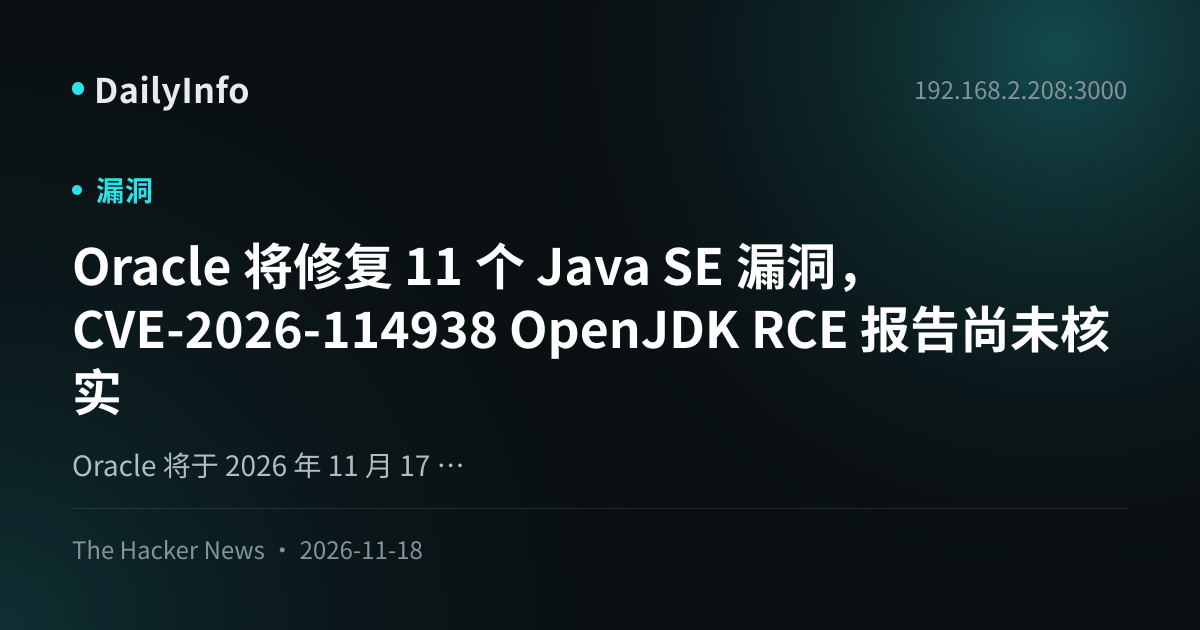 DailyInfo
192.168.2.208:3000
漏洞
Oracle 将修复 11 个 Java SE 漏洞，
CVE-2026-114938 OpenJDK RCE 报告尚未核
实
Oracle 将于 2026 年 11 月 17 …
The Hacker News • 2026-11-18